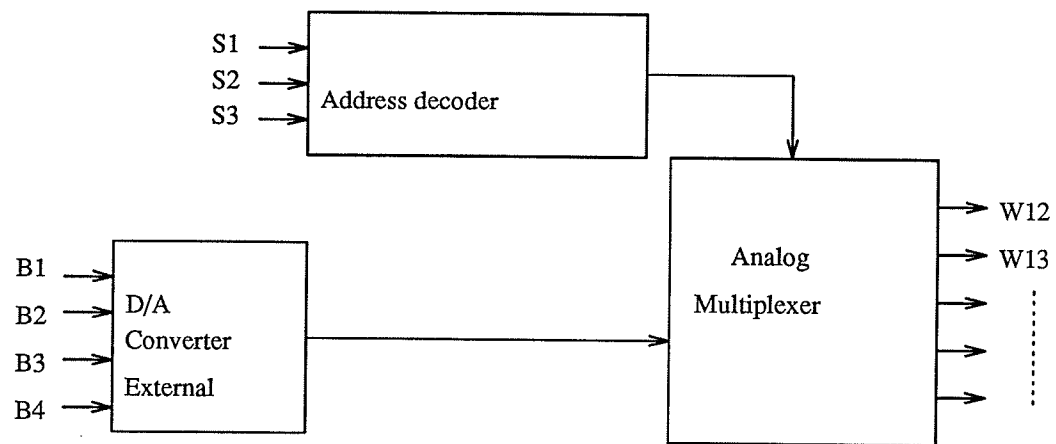 S1
S2
S3
Address decoder
B1
B2
B3
B4
D/A
Converter
External
Analog
Multiplexer
W12
W13